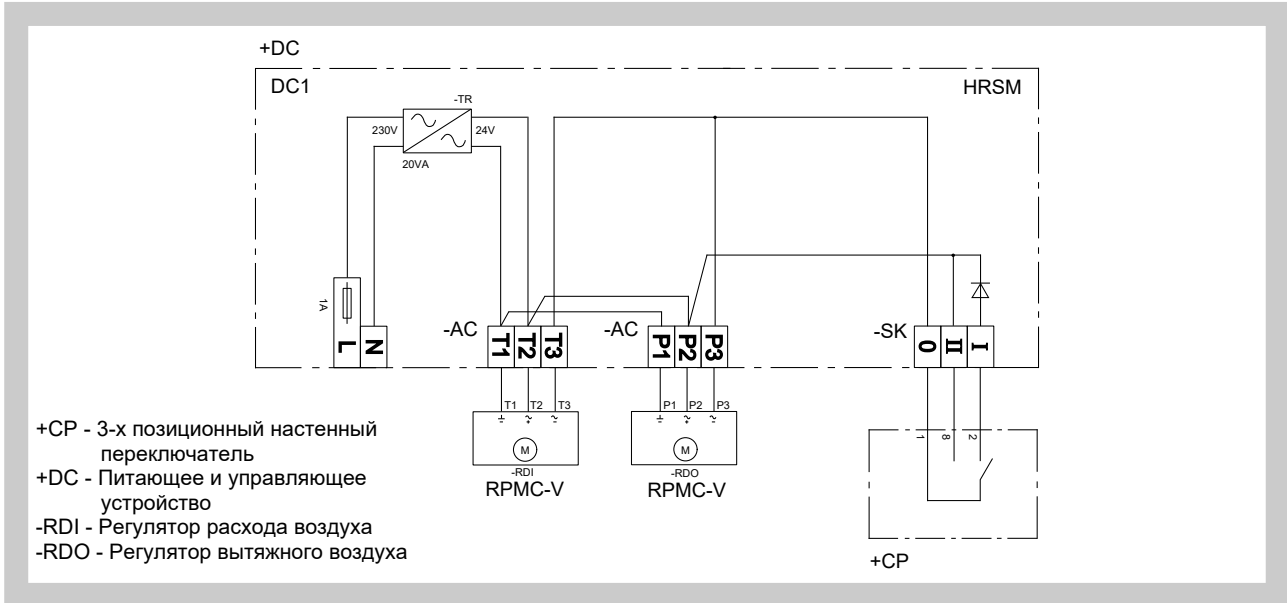 +DC
DC1
HRSM
-TR
230V
24V
20VA
1A
L
N
-AC
T1
T2
T3
-AC
P1
P2
P3
-SK
0
II
I
T1
T2
T3
P1
P2
P3
M
M
-RDI
-RDO
RPMC-V
RPMC-V
1
8
2
+CP
+CP - 3-х позиционный настенный
переключатель
+DC - Питающее и управляющее
устройство
-RDI - Регулятор расхода воздуха
-RDO - Регулятор вытяжного воздуха